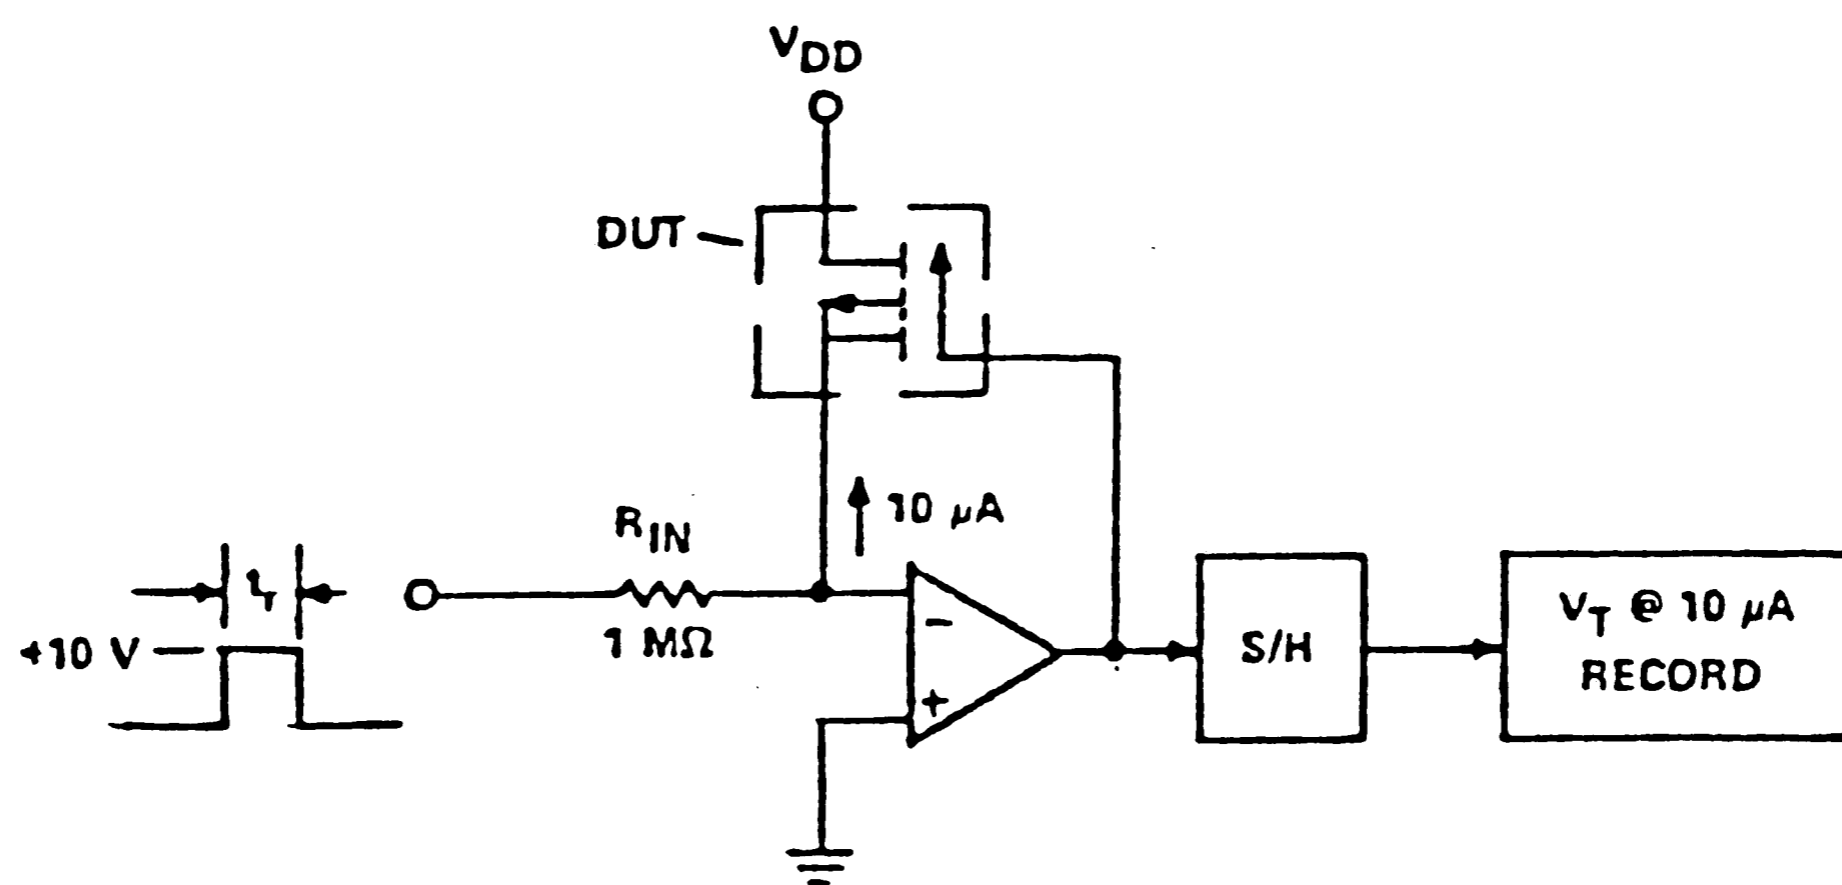 VDD
DUT
10 µA
RIN
1 MΩ
+10 V
-
+
S/H
VT @ 10 µA
RECORD